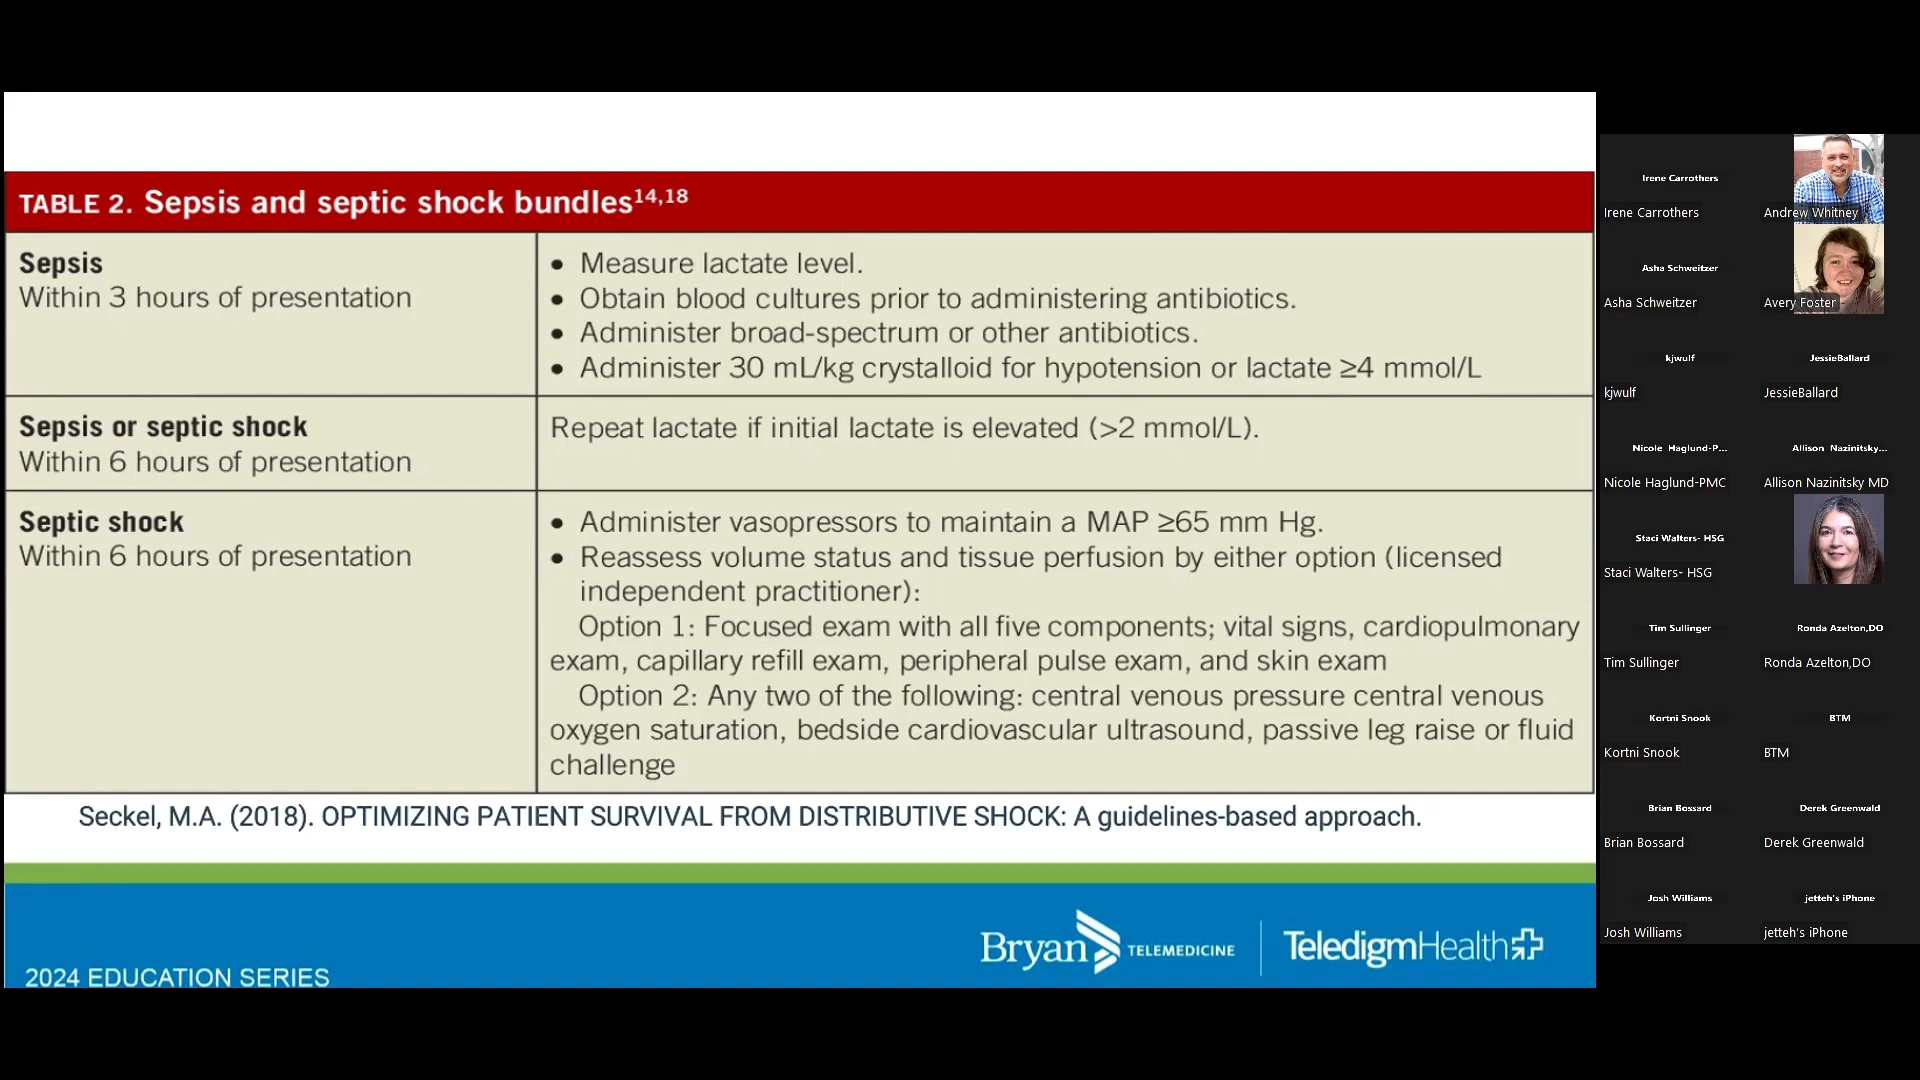 TABLE 2. Sepsis and septic shock bundles14,18
Sepsis
Within 3 hours of presentation
• Measure lactate level.
• Obtain blood cultures prior to administering antibiotics.
• Administer broad-spectrum or other antibiotics.
• Administer 30 mL/kg crystalloid for hypotension or lactate ≥4 mmol/L
Sepsis or septic shock
Within 6 hours of presentation
Repeat lactate if initial lactate is elevated (>2 mmol/L).
Septic shock
Within 6 hours of presentation
• Administer vasopressors to maintain a MAP ≥65 mm Hg.
• Reassess volume status and tissue perfusion by either option (licensed
independent practitioner):
Option 1: Focused exam with all five components; vital signs, cardiopulmonary
exam, capillary refill exam, peripheral pulse exam, and skin exam
Option 2: Any two of the following: central venous pressure central venous
oxygen saturation, bedside cardiovascular ultrasound, passive leg raise or fluid
challenge
Seckel, M.A. (2018). OPTIMIZING PATIENT SURVIVAL FROM DISTRIBUTIVE SHOCK: A guidelines-based approach.
2024 EDUCATION SERIES
Bryan TELEMEDICINE
TeledigmHealth
Irene Carrothers
Irene Carrothers
Andrew Whitney
Asha Schweitzer
Asha Schweitzer
Avery Foster
kjwulf
kjwulf
JessieBallard
JessieBallard
Nicole Haglund-P...
Nicole Haglund-PMC
Allison Nazinitsky...
Allison Nazinitsky MD
Staci Walters- HSG
Staci Walters- HSG
Tim Sullinger
Tim Sullinger
Ronda Azelton,DO
Ronda Azelton,DO
Kortni Snook
Kortni Snook
BTM
BTM
Brian Bossard
Brian Bossard
Derek Greenwald
Derek Greenwald
Josh Williams
Josh Williams
jetteh's iPhone
jetteh's iPhone